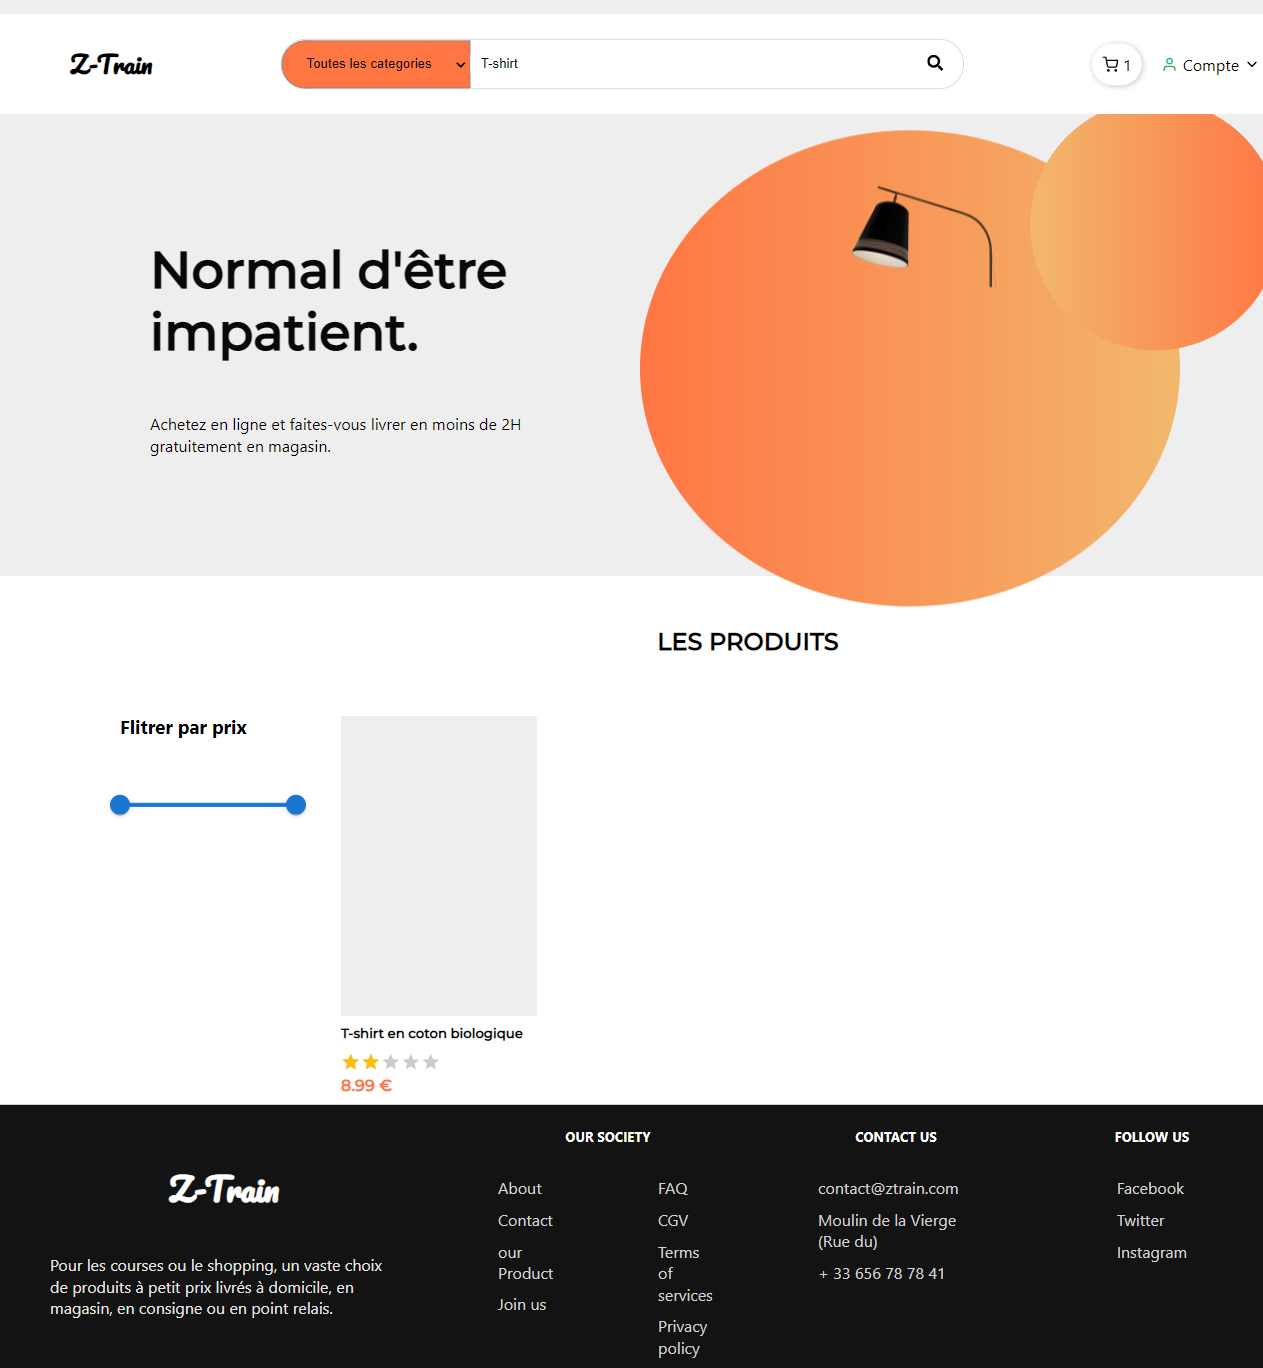 Z-Train
Toutes les categories
T-shirt
1
Compte
Normal d'être
impatient.
Achetez en ligne et faites-vous livrer en moins de 2H
gratuitement en magasin.
LES PRODUITS
Flitrer par prix
T-shirt en coton biologique
8.99 €
Z-Train
Pour les courses ou le shopping, un vaste choix
de produits à petit prix livrés à domicile, en
magasin, en consigne ou en point relais.
OUR SOCIETY
About
Contact
our
Product
Join us
FAQ
CGV
Terms
of
services
Privacy
policy
CONTACT US
contact@ztrain.com
Moulin de la Vierge
(Rue du)
+ 33 656 78 78 41
FOLLOW US
Facebook
Twitter
Instagram